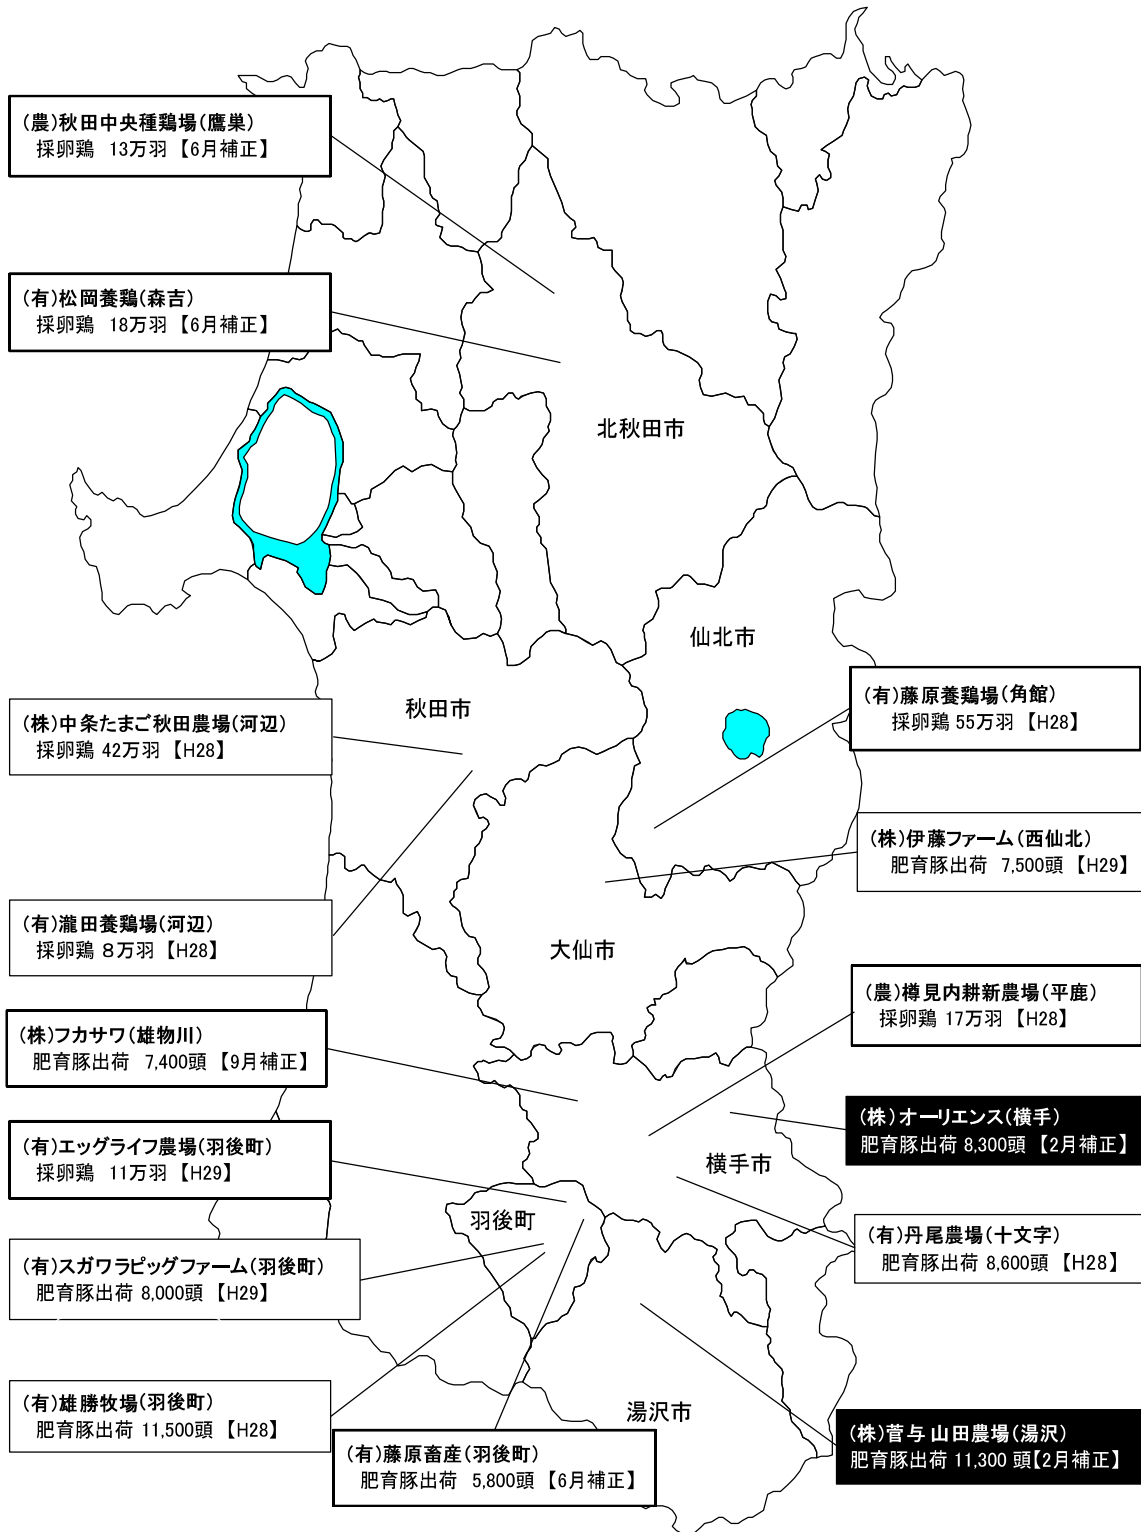 (農)秋田中央種鶏場(鷹巣)
採卵鶏 13万羽 【6月補正】
(有)松岡養鶏(森吉)
採卵鶏 18万羽 【6月補正】
北秋田市
仙北市
秋田市
(有)藤原養鶏場(角館)
採卵鶏 55万羽 【H28】
(株)中条たまご秋田農場(河辺)
採卵鶏 42万羽 【H28】
(株)伊藤ファーム(西仙北)
肥育豚出荷 7,500頭 【H29】
(有)瀧田養鶏場(河辺)
採卵鶏 8万羽 【H28】
大仙市
(農)樽見内耕新農場(平鹿)
採卵鶏 17万羽 【H28】
(株)フカサワ(雄物川)
肥育豚出荷 7,400頭 【9月補正】
(株)オーリエンス(横手)
肥育豚出荷 8,300頭 【2月補正】
(有)エッグライフ農場(羽後町)
採卵鶏 11万羽 【H29】
横手市
羽後町
(有)丹尾農場(十文字)
肥育豚出荷 8,600頭 【H28】
(有)スガワラピッグファーム(羽後町)
肥育豚出荷 8,000頭 【H29】
(有)雄勝牧場(羽後町)
肥育豚出荷 11,500頭 【H28】
湯沢市
(株)菅与 山田農場(湯沢)
肥育豚出荷 11,300 頭【2月補正】
(有)藤原畜産(羽後町)
肥育豚出荷 5,800頭 【6月補正】